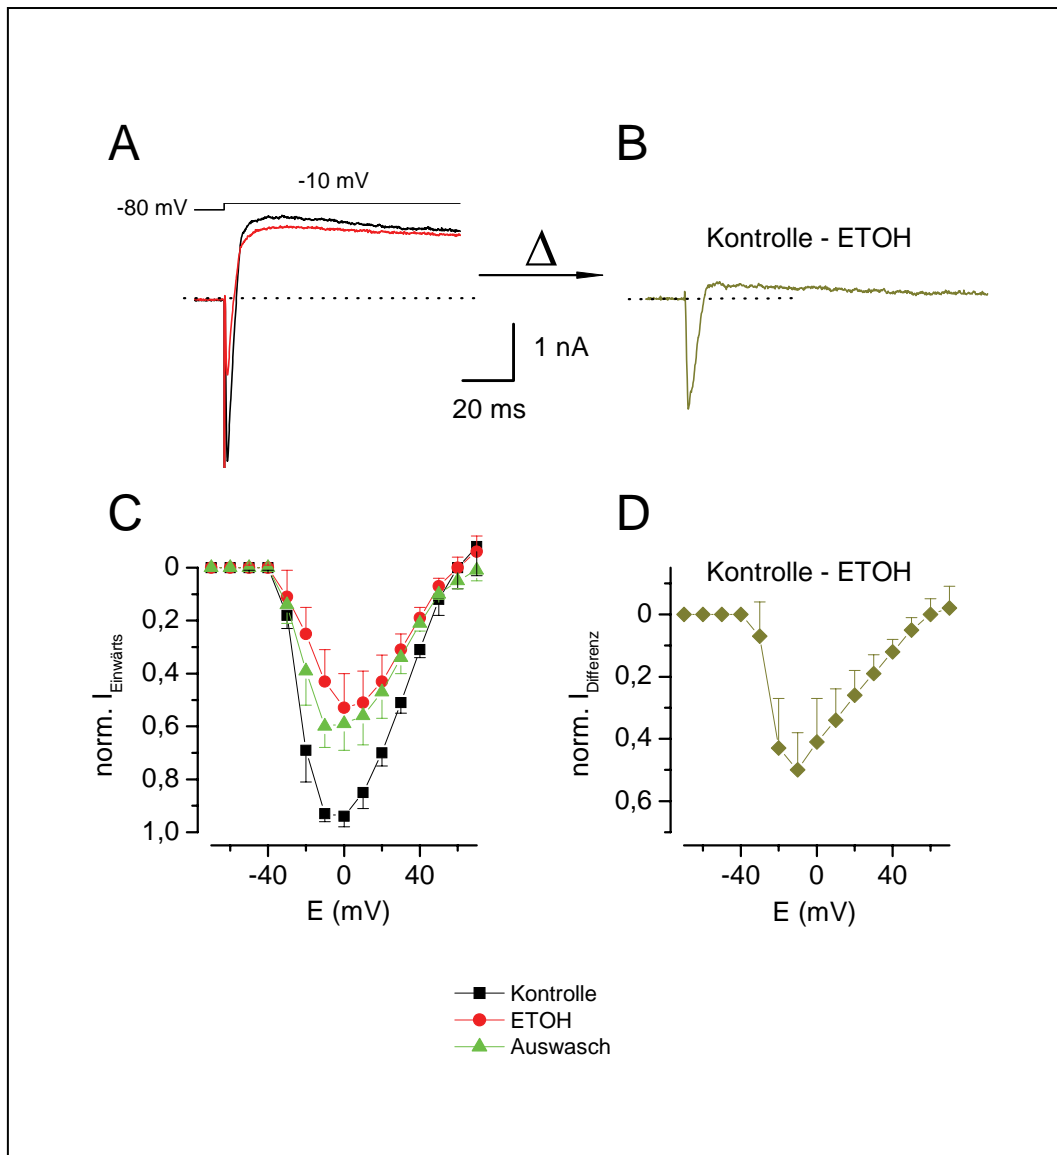 A
B
-10 mV
-80 mV
Kontrolle - ETOH
Δ
1 nA
20 ms
C
D
Kontrolle - ETOH
0
0,2
0,4
0,6
0,8
1,0
norm. I Einwärts
-40
0
40
E (mV)
0
0,2
0,4
0,6
norm. I Differenz
-40
0
40
E (mV)
Kontrolle
ETOH
Auswasch